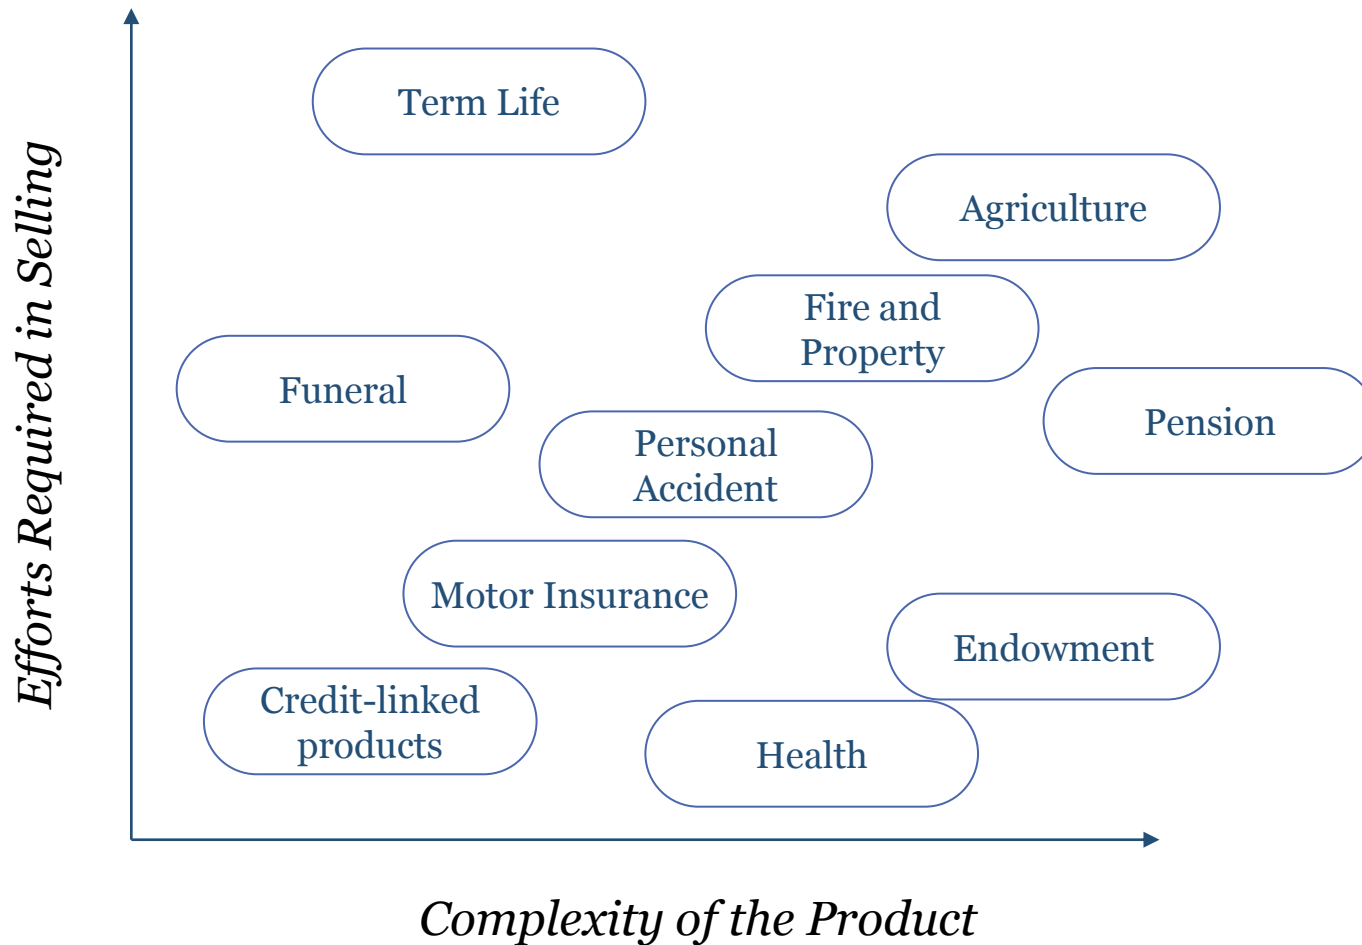 Efforts Required in Selling
Term Life
Agriculture
Fire and
Property
Funeral
Pension
Personal
Accident
Motor Insurance
Endowment
Credit-linked
products
Health
Complexity of the Product